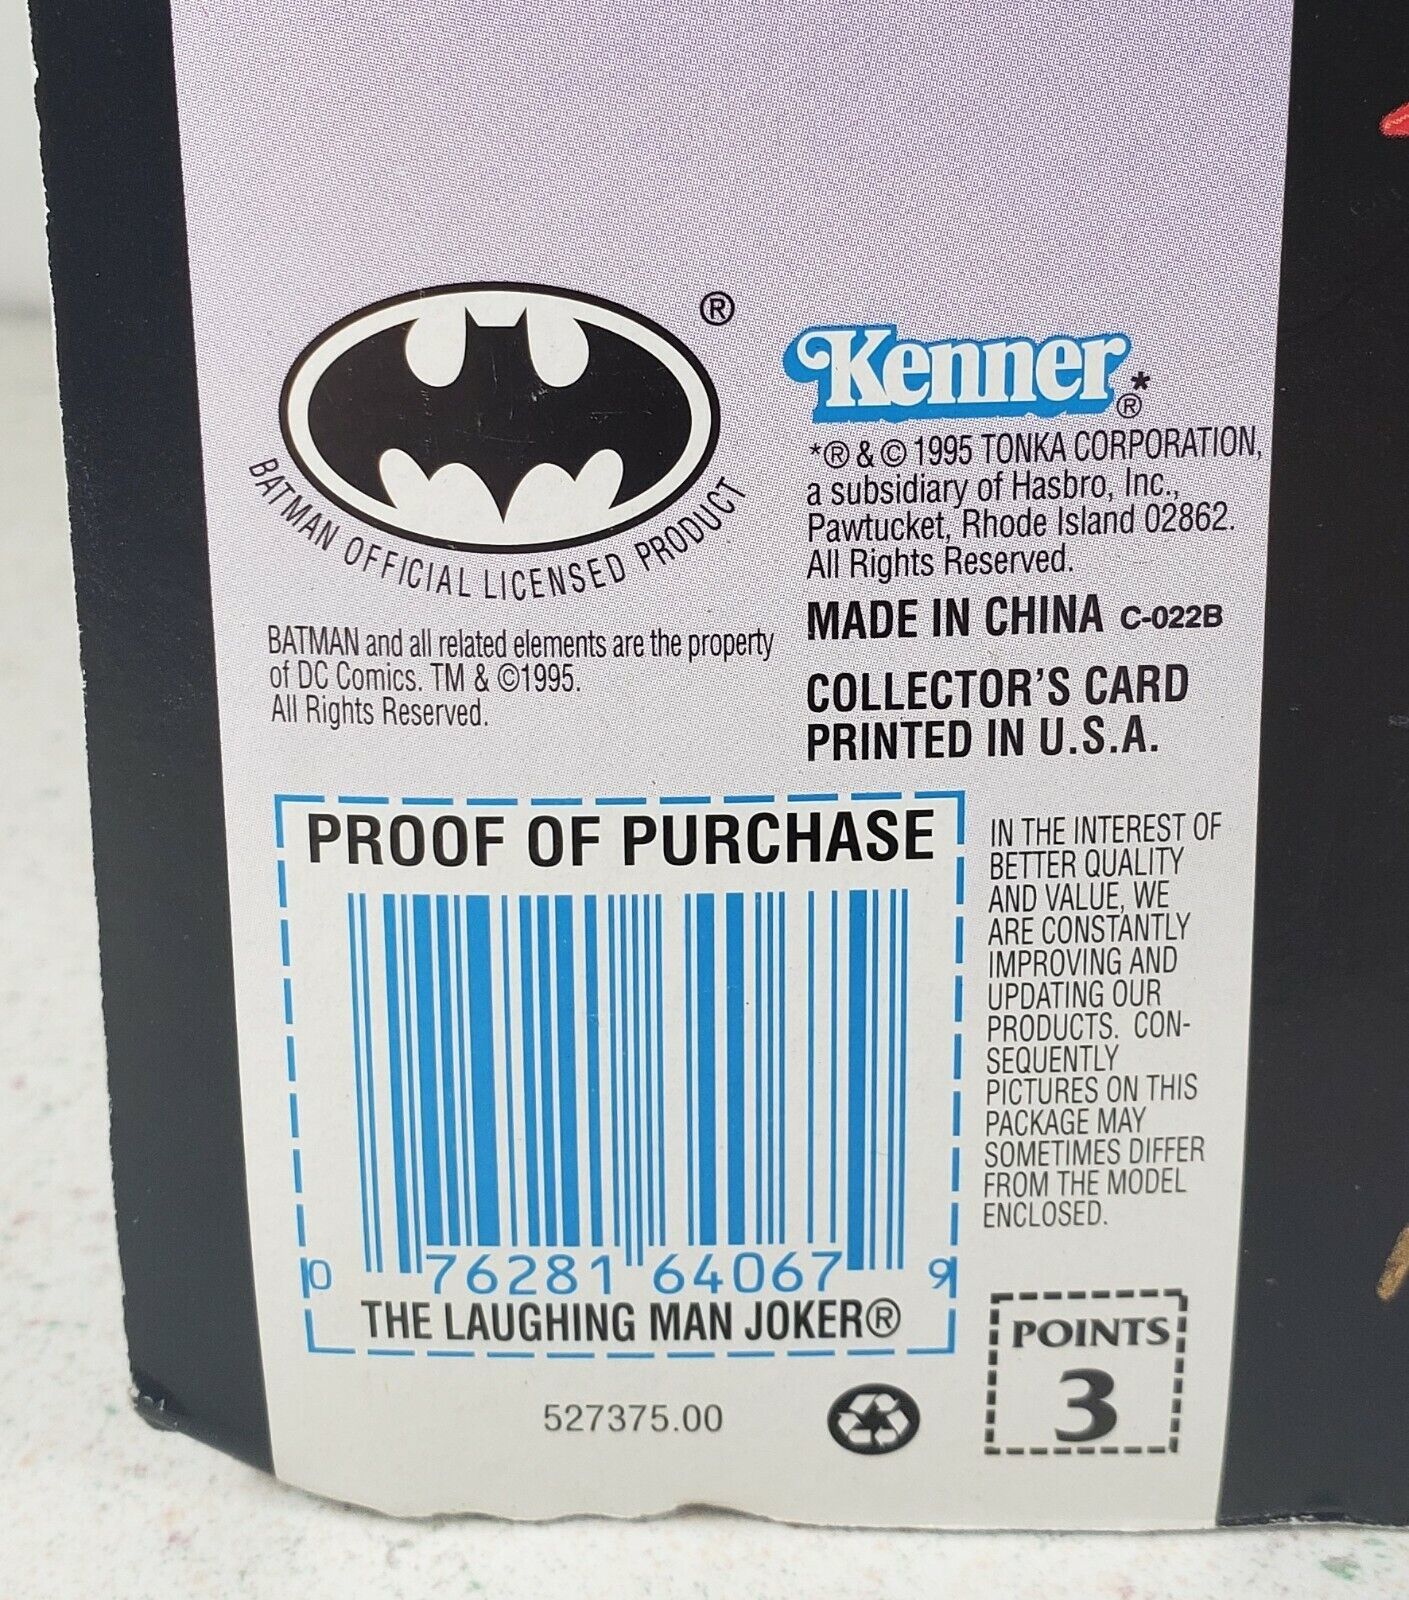 ®
BATMAN OFFICIAL LICENSED PRODUCT
BATMAN and all related elements are the property
of DC Comics. TM & ©1995.
All Rights Reserved.
Kenner®*
*® & © 1995 TONKA CORPORATION,
a subsidiary of Hasbro, Inc.,
Pawtucket, Rhode Island 02862.
All Rights Reserved.
MADE IN CHINA C-022B
COLLECTOR'S CARD
PRINTED IN U.S.A.
PROOF OF PURCHASE
0 76281 64067 9
THE LAUGHING MAN JOKER®
IN THE INTEREST OF
BETTER QUALITY
AND VALUE, WE
ARE CONSTANTLY
IMPROVING AND
UPDATING OUR
PRODUCTS. CON-
SEQUENTLY
PICTURES ON THIS
PACKAGE MAY
SOMETIMES DIFFER
FROM THE MODEL
ENCLOSED.
527375.00
POINTS
3